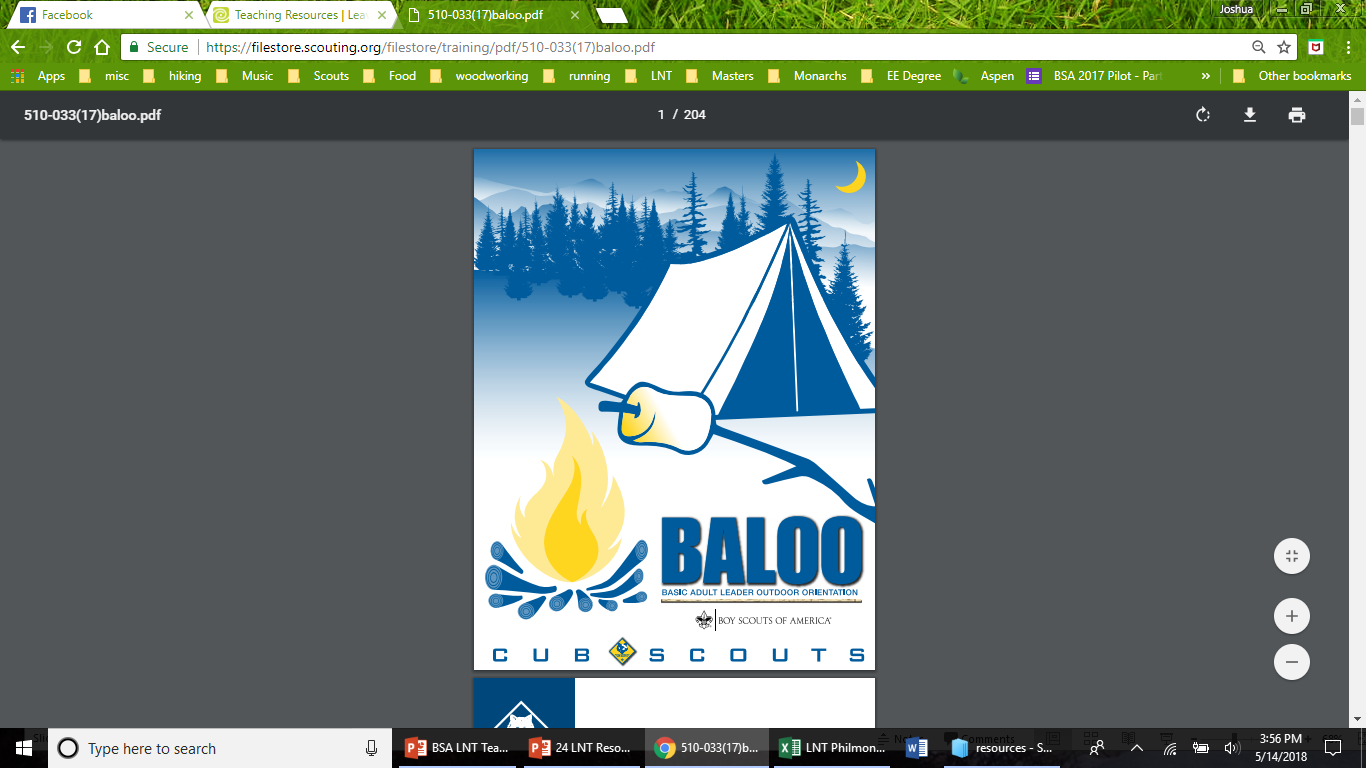 Facebook
Teaching Resources | Lea
510-033(17)baloo.pdf
Joshua
Secure
https://filestore.scouting.org/filestore/training/pdf/510-033(17)baloo.pdf
Apps misc hiking Music Scouts Food woodworking running LNT Masters Monarchs EE Degree Aspen BSA 2017 Pilot - Part » Other bookmarks
510-033(17)baloo.pdf
1 / 204
BALOO
BASIC ADULT LEADER OUTDOOR ORIENTATION
BOY SCOUTS OF AMERICA®
CUB SCOUTS
Type here to search
BSA LNT Tea...
24 LNT Reso...
510-033(17)b...
LNT Philmon...
resources - S...
3:56 PM
5/14/2018